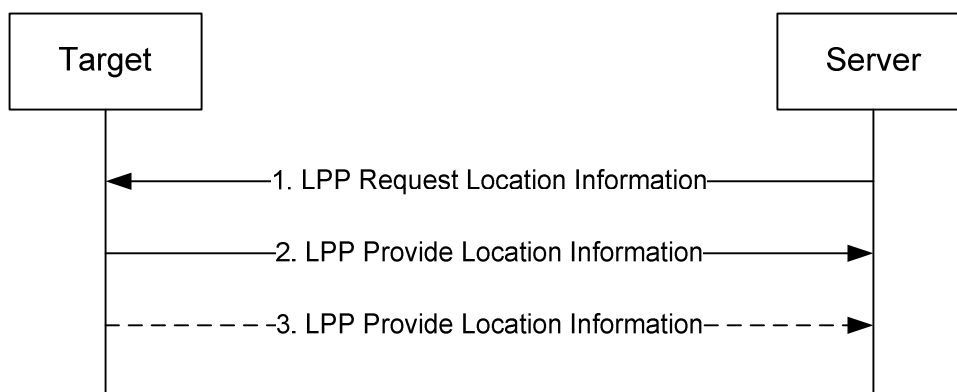 Target
Server
1. LPP Request Location Information
2. LPP Provide Location Information
3. LPP Provide Location Information